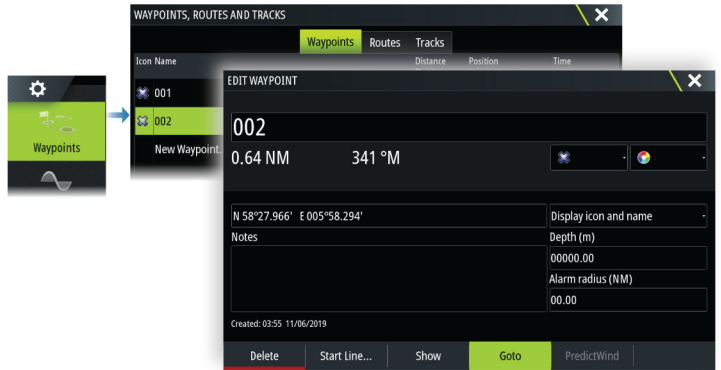 WAYPOINTS, ROUTES AND TRACKS
Waypoints Routes Tracks
Icon Name Distance Position Time
001
002
New Waypoint.
Waypoints
EDIT WAYPOINT
002
0.64 NM 341 °M
N 58°27.966' E 005°58.294'
Display icon and name
Notes
Depth (m)
00000.00
Alarm radius (NM)
00.00
Created: 03:55 11/06/2019
Delete Start Line... Show Goto PredictWind